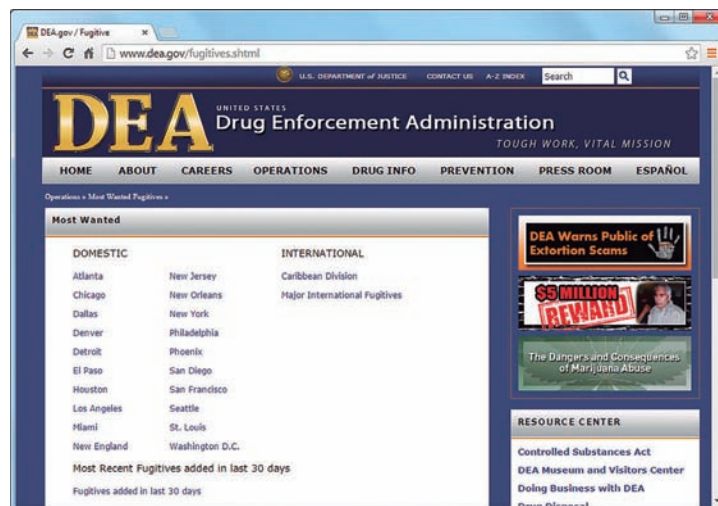 DEA.gov / Fugitive
www.dea.gov/fugitives.shtml
U.S. DEPARTMENT of JUSTICE CONTACT US A-Z INDEX Search
DEA
UNITED STATES
Drug Enforcement Administration
TOUGH WORK, VITAL MISSION
HOME ABOUT CAREERS OPERATIONS DRUG INFO PREVENTION PRESS ROOM ESPAÑOL
Operations » Most Wanted Fugitives »
Most Wanted
DOMESTIC INTERNATIONAL
Atlanta New Jersey Caribbean Division
Chicago New Orleans Major International Fugitives
Dallas New York
Denver Philadelphia
Detroit Phoenix
El Paso San Diego
Houston San Francisco
Los Angeles Seattle
Miami St. Louis
New England Washington D.C.
Most Recent Fugitives added in last 30 days
Fugitives added in last 30 days
DEA Warns Public of
Extortion Scams
$5 MILLION
REWARD
The Dangers and Consequences
of Marijuana Abuse
RESOURCE CENTER
Controlled Substances Act
DEA Museum and Visitors Center
Doing Business with DEA
Drug Disposal